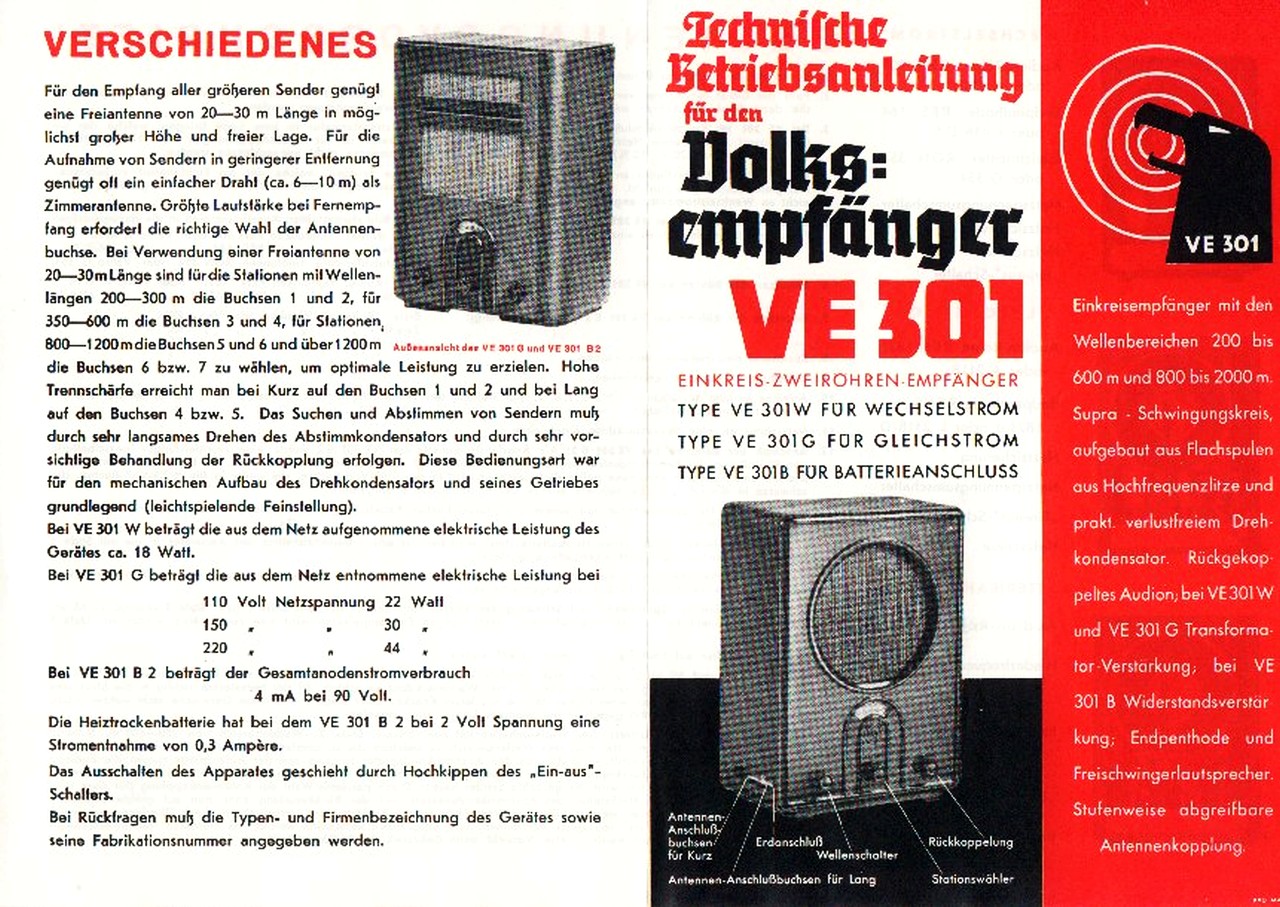 VERSCHIEDENES
Für den Empfang aller größeren Sender genügt
eine Freiantenne von 20—30 m Länge in mög-
lichst großer Höhe und freier Lage. Für die
Aufnahme von Sendern in geringerer Entfernung
genügt oft ein einfacher Draht (ca. 6—10 m) als
Zimmerantenne. Größte Lautstärke bei Fernemp-
fang erfordert die richtige Wahl der Antennen-
buchse. Bei Verwendung einer Freiantenne von
20—30 m Länge sind für die Stationen mit Wellen-
längen 200—300 m die Buchsen 1 und 2, für
350—600 m die Buchsen 3 und 4, für Stationen,
800—1200 m die Buchsen 5 und 6 und über 1200 m
Außenansicht des VE 301 G und VE 301 B 2
die Buchsen 6 bzw. 7 zu wählen, um optimale Leistung zu erzielen. Hohe
Trennschärfe erreicht man bei Kurz auf den Buchsen 1 und 2 und bei Lang
auf den Buchsen 4 bzw. 5. Das Suchen und Abstimmen von Sendern muß
durch sehr langsames Drehen des Abstimmkondensators und durch sehr vor-
sichtige Behandlung der Rückkopplung erfolgen. Diese Bedienungsart war
für den mechanischen Aufbau des Drehkondensators und seines Getriebes
grundlegend (leichtspielende Feinstellung).
Bei VE 301 W beträgt die aus dem Netz aufgenommene elektrische Leistung des
Gerätes ca. 18 Watt.
Bei VE 301 G beträgt die aus dem Netz entnommene elektrische Leistung bei
110 Volt Netzspannung 22 Watt
150 „ „ 30 „
220 „ „ 44 „
Bei VE 301 B 2 beträgt der Gesamtanodenstromverbrauch
4 mA bei 90 Volt.
Die Heiztrockenbatterie hat bei dem VE 301 B 2 bei 2 Volt Spannung eine
Stromentnahme von 0,3 Ampère.
Das Ausschalten des Apparates geschieht durch Hochkippen des „Ein-aus"-
Schalters.
Bei Rückfragen muß die Typen- und Firmenbezeichnung des Gerätes sowie
seine Fabrikationsnummer angegeben werden.
Technische
Betriebsanleitung
für den
Volks-
empfänger
VE 301
EINKREIS-ZWEIRÖHREN-EMPFÄNGER
TYPE VE 301W FÜR WECHSELSTROM
TYPE VE 301G FÜR GLEICHSTROM
TYPE VE 301B FÜR BATTERIEANSCHLUSS
Antennen-
Anschluß-
buchsen
für Kurz
Erdanschluß
Wellenschalter
Rückkoppelung
Antennen-Anschlußbuchsen für Lang
Stationswähler
VE 301
Einkreisempfänger mit den
Wellenbereichen 200 bis
600 m und 800 bis 2000 m.
Supra - Schwingungskreis,
aufgebaut aus Flachspulen
aus Hochfrequenzlitze und
prakt. verlustfreiem Dreh-
kondensator. Rückgekop-
peltes Audion; bei VE 301 W
und VE 301 G Transforma-
tor-Verstärkung; bei VE
301 B Widerstandsverstär-
kung; Endpenthode und
Freischwingerlautsprecher.
Stufenweise abgreifbare
Antennenkopplung.